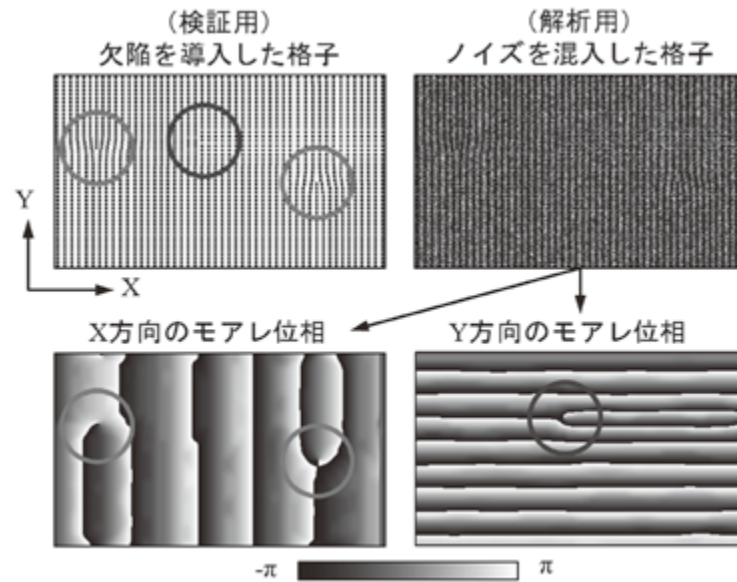 （検証用）
欠陥を導入した格子
（解析用）
ノイズを混入した格子
Y
X
X方向のモアレ位相
Y方向のモアレ位相
-π
π